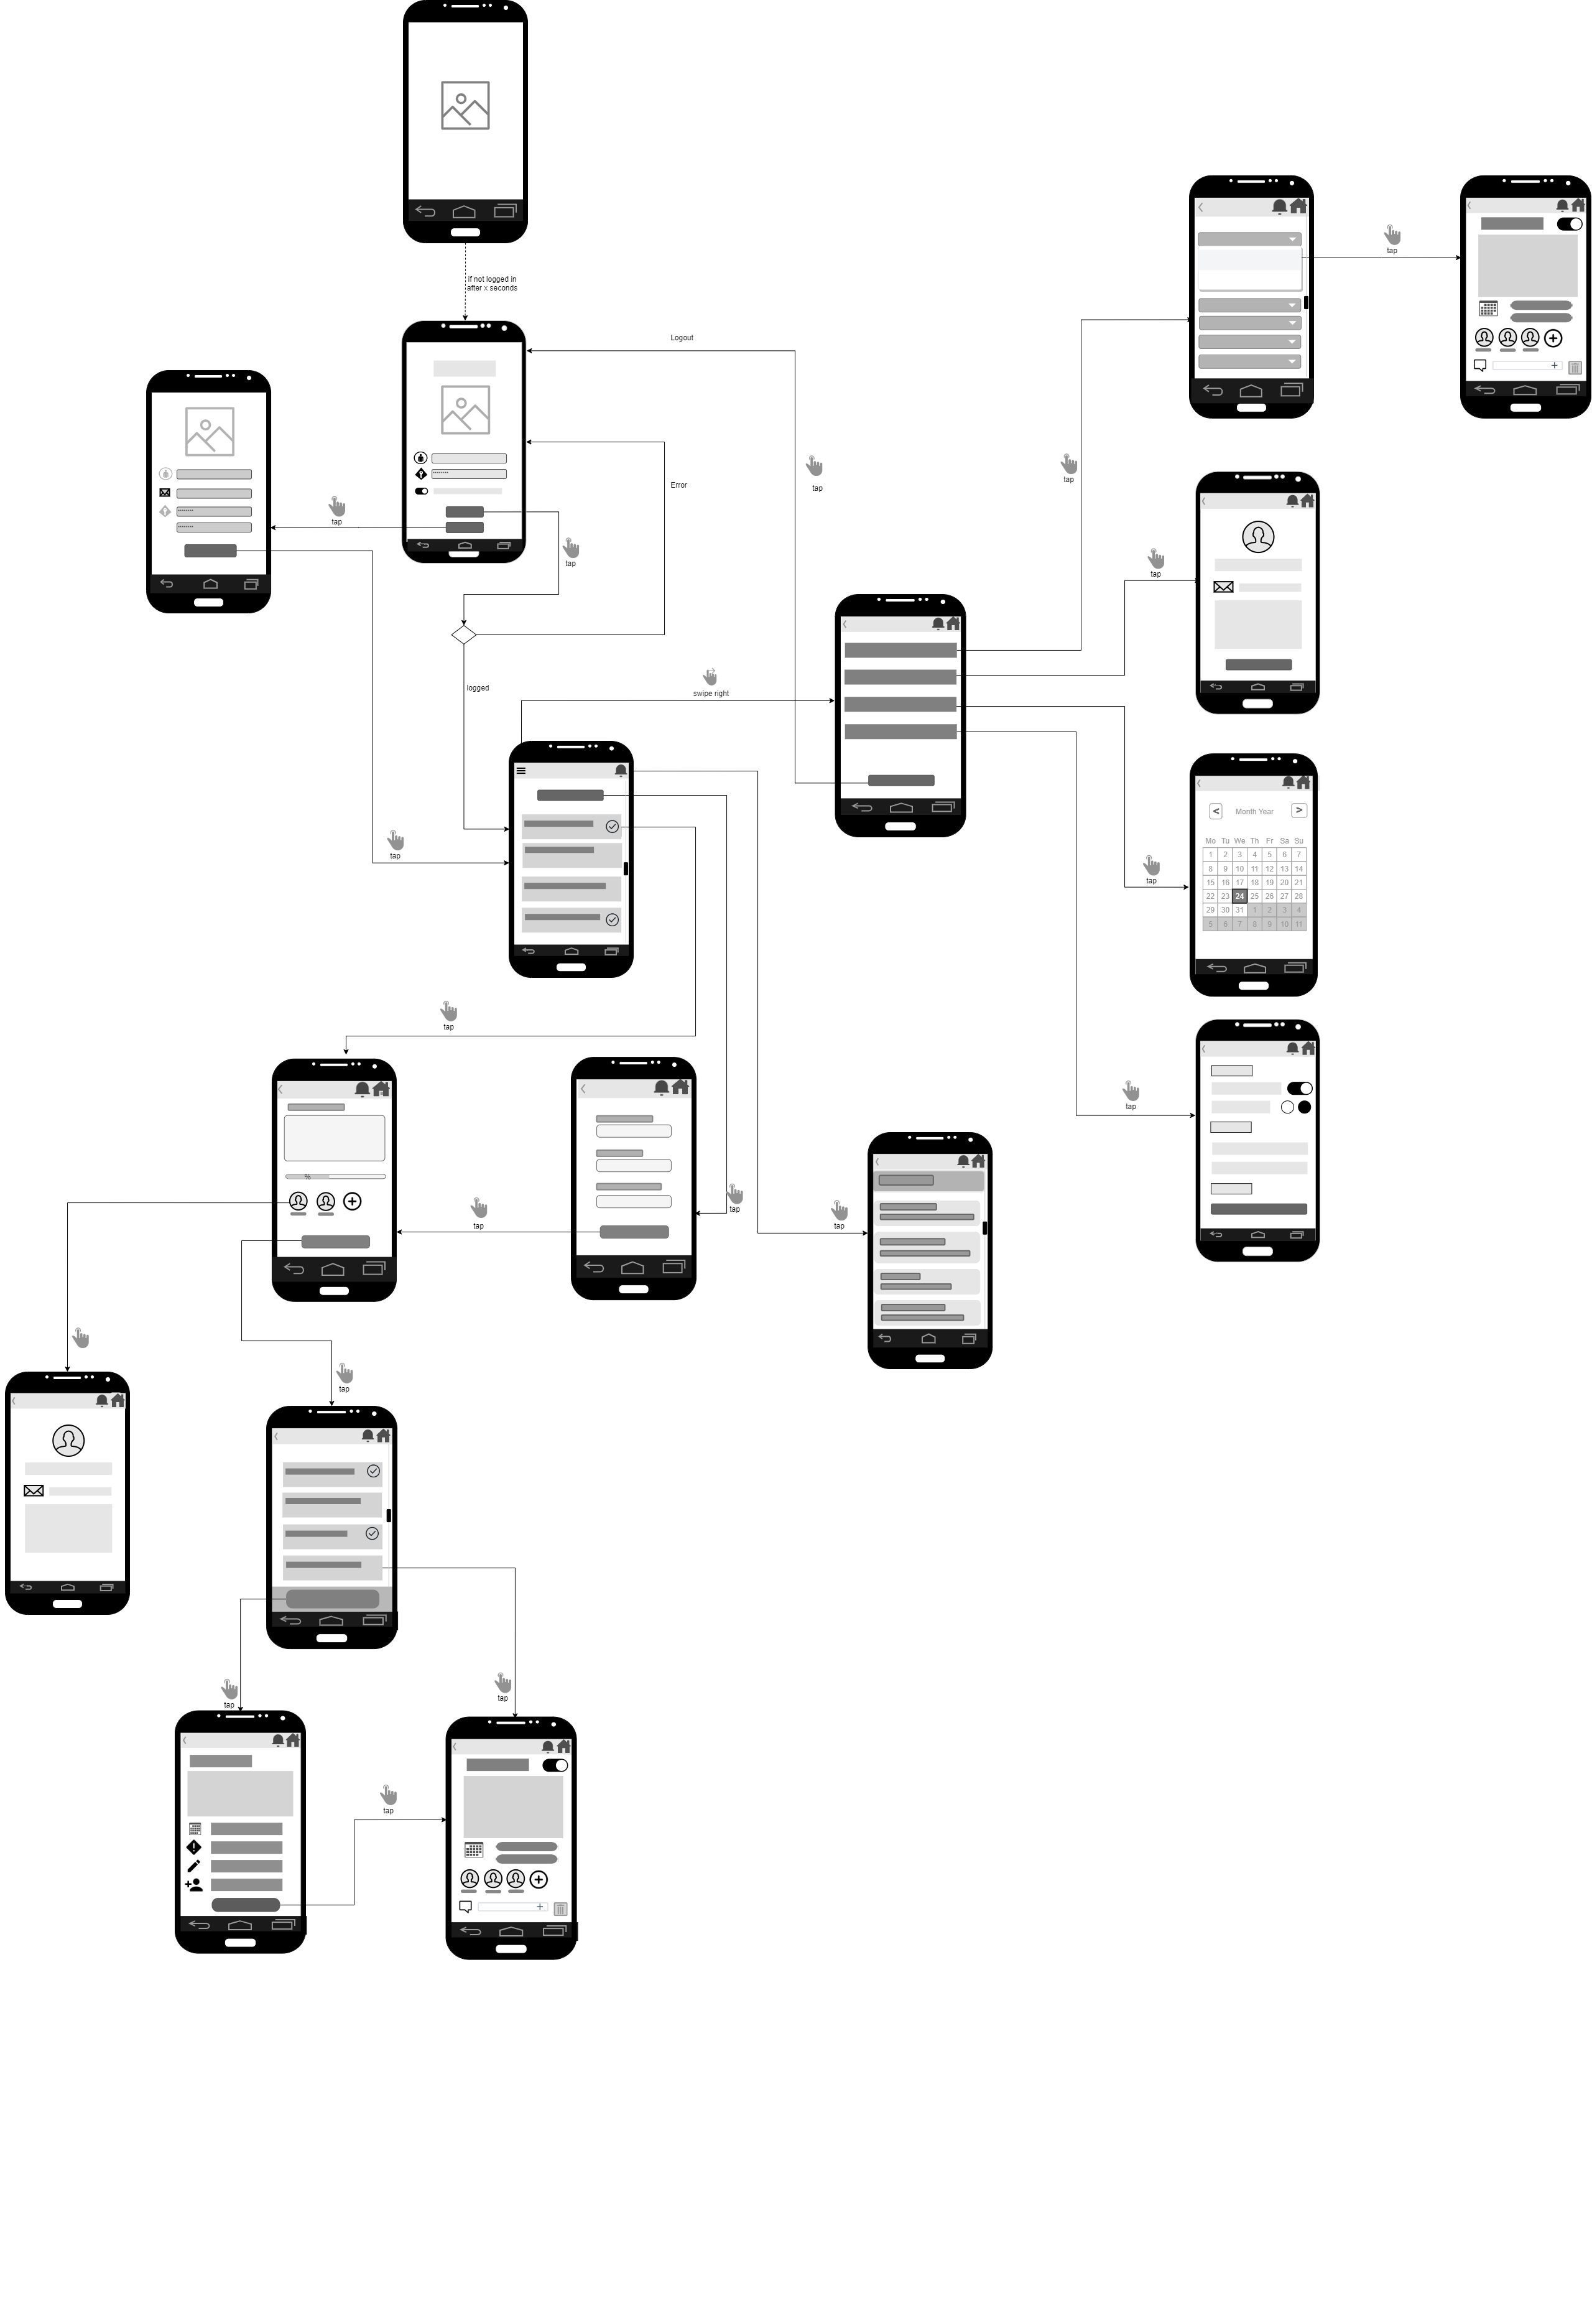 if not logged in
after x seconds
Logout
tap
Error
tap
tap
tap
tap
tap
logged
swipe right
Month Year
< >
Mo Tu We Th Fr Sa Su
1 2 3 4 5 6 7
8 9 10 11 12 13 14
15 16 17 18 19 20 21
22 23 24 25 26 27 28
29 30 31 1 2 3 4
5 6 7 8 9 10 11
tap
tap
tap
tap
%
tap
tap
tap
tap
tap
tap
tap